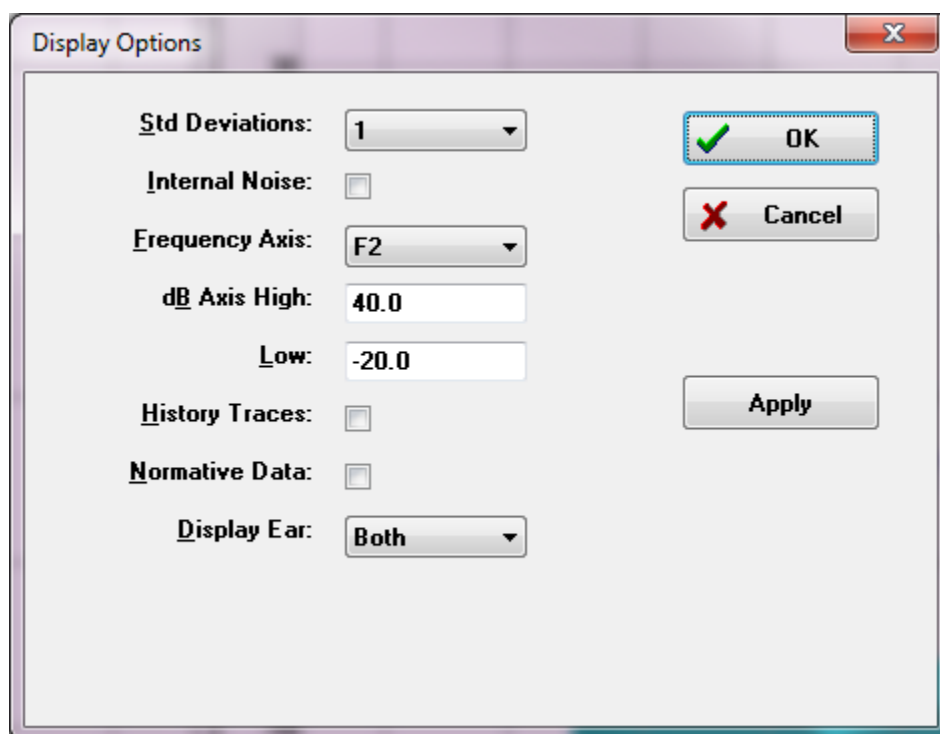 Display Options
Std Deviations: 1
OK
Internal Noise:
Cancel
Frequency Axis: F2
dB Axis High: 40.0
Low: -20.0
History Traces:
Apply
Normative Data:
Display Ear: Both